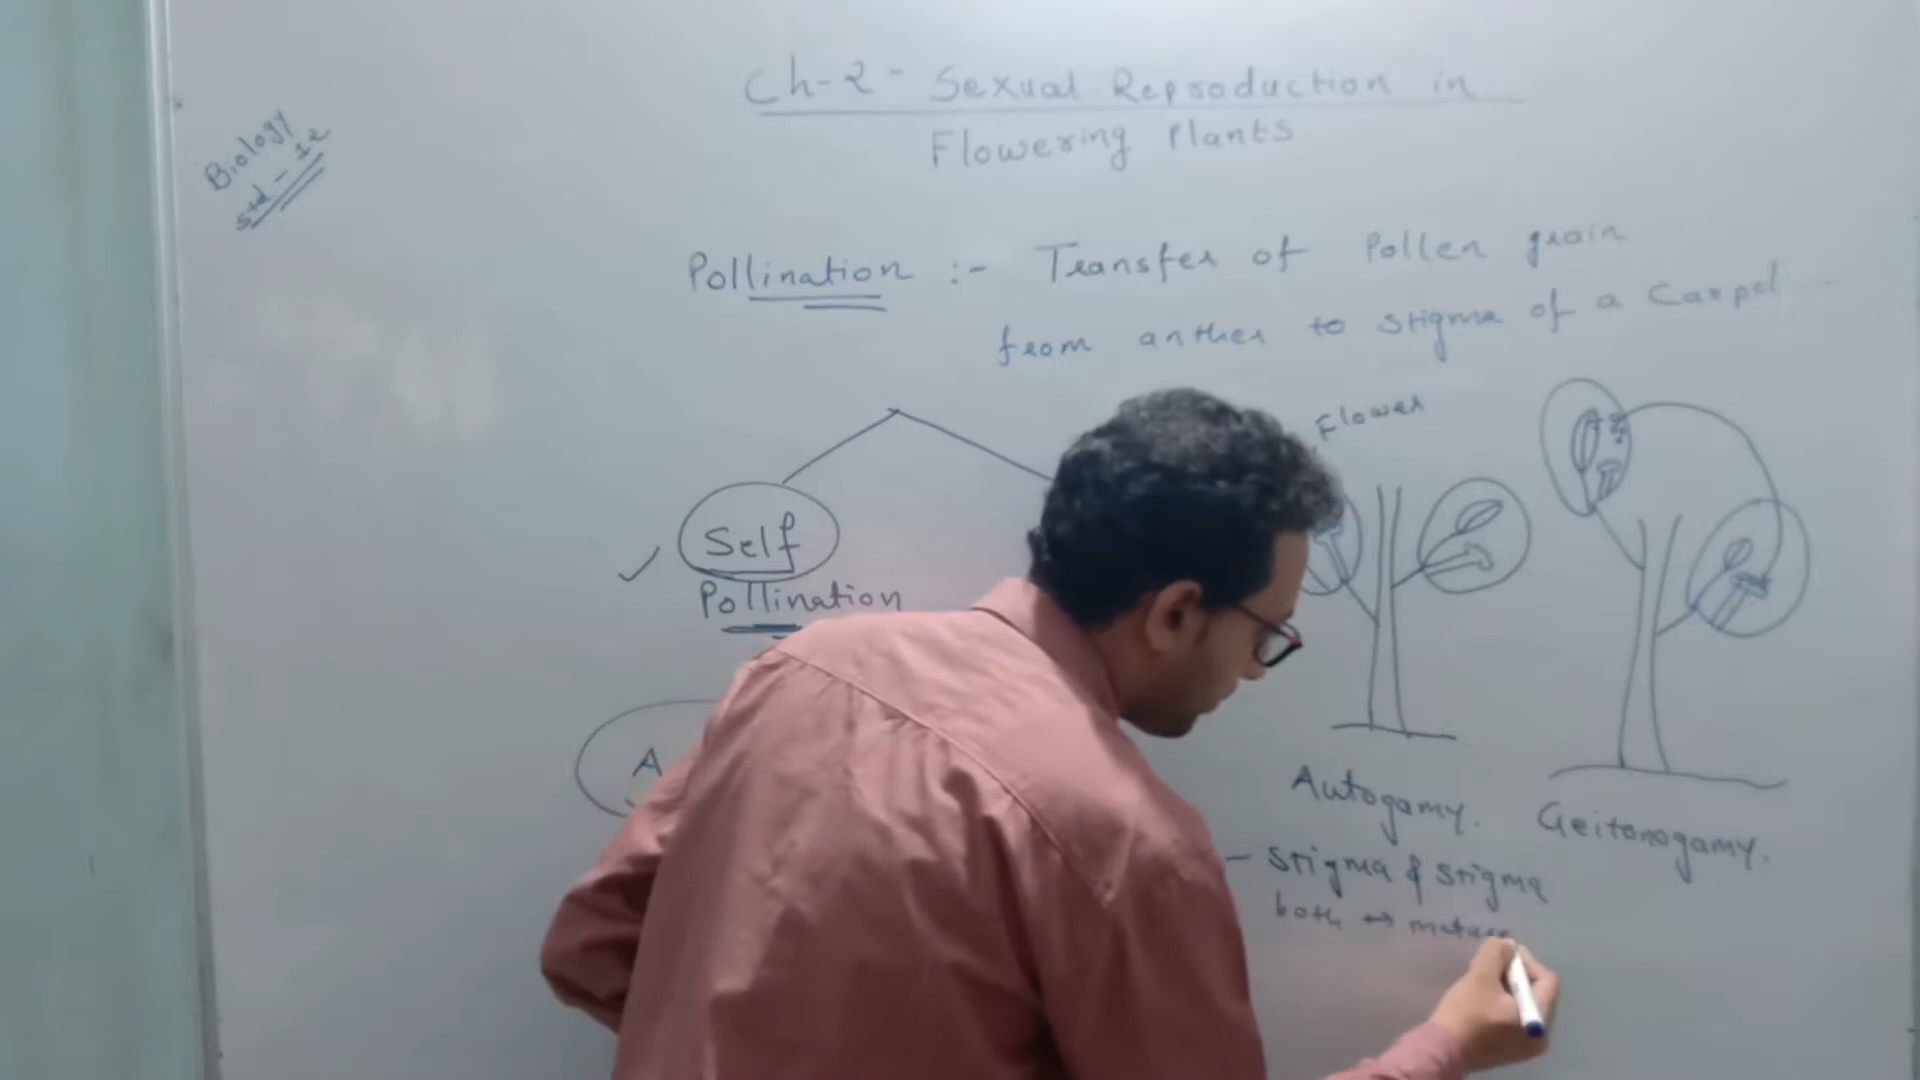 Ch-2 - Sexual Reproduction in
Flowering Plants
Biology
std - 12
Pollination :- Transfer of Pollen grain
from anther to stigma of a Carpel
Flower
Self
Pollination
A
Autogamy.
Geitonogamy.
- stigma & stigma
both ↔